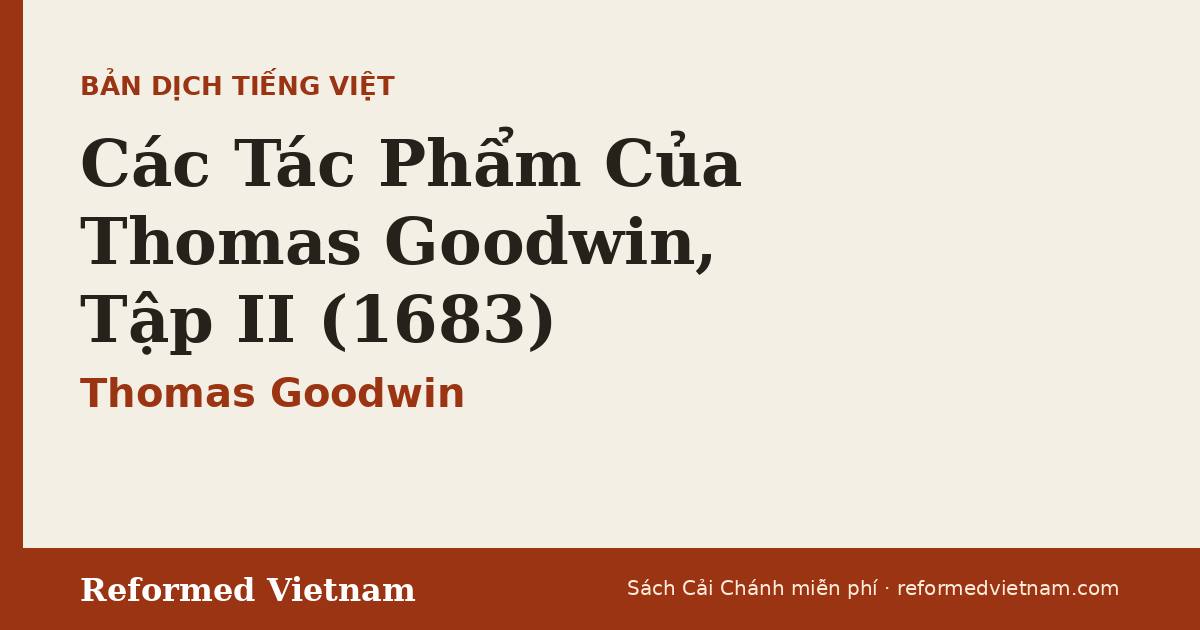 BẢN DỊCH TIẾNG VIỆT
Các Tác Phẩm Của
Thomas Goodwin,
Tập II (1683)
Thomas Goodwin
Reformed Vietnam
Sách Cải Chánh miễn phí · reformedvietnam.com